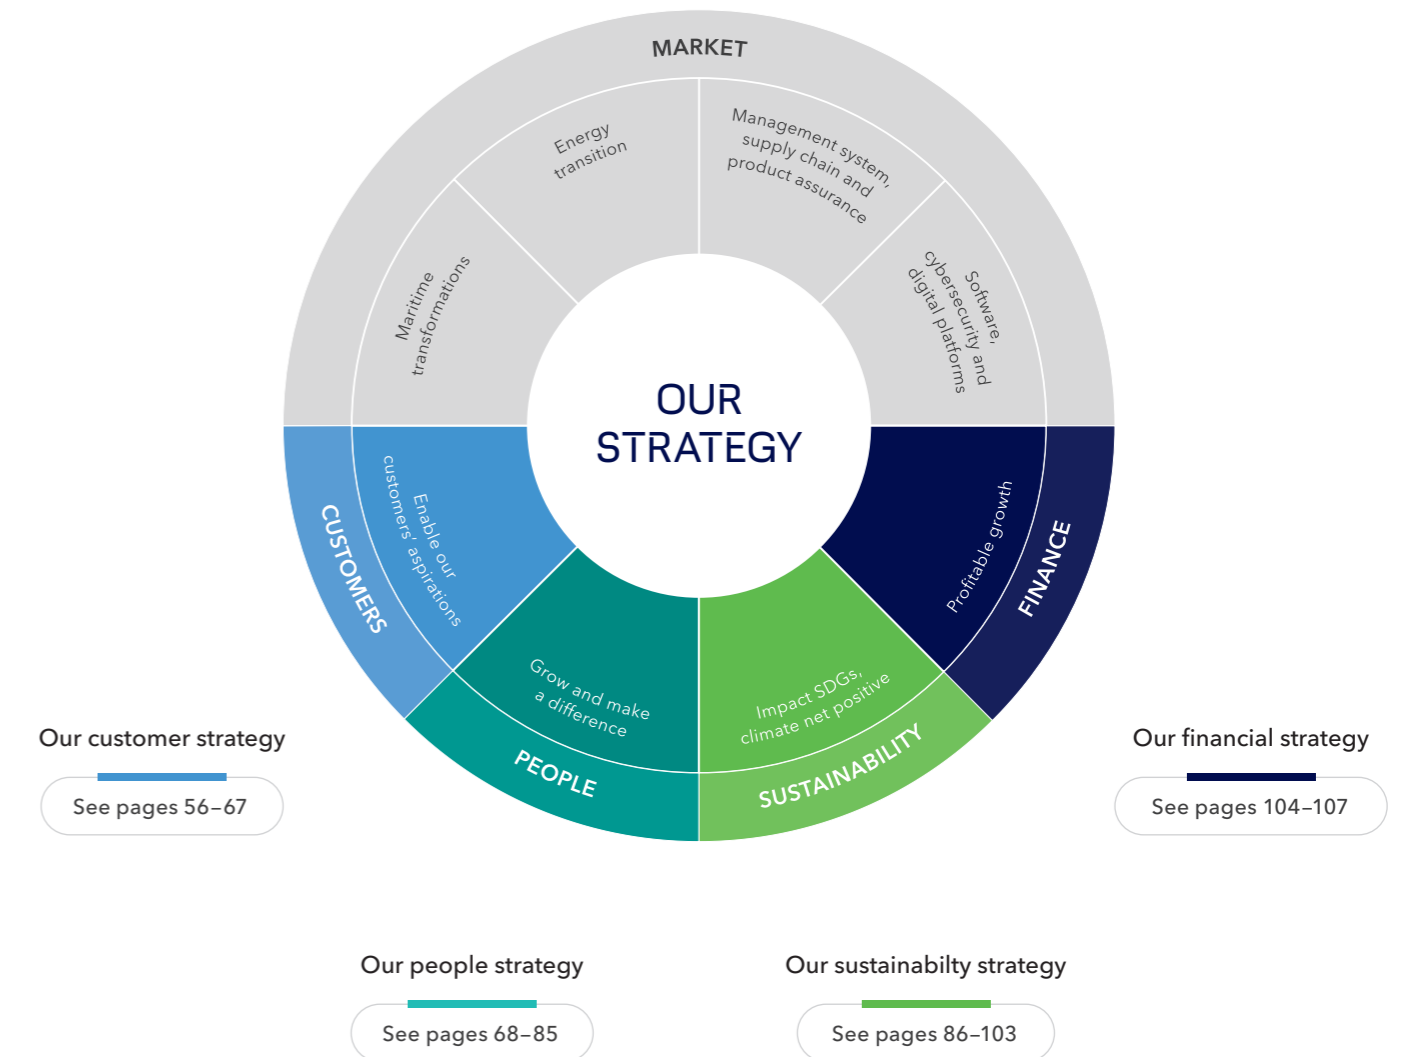 MARKET
Energy
transition
Management system,
supply chain and
product assurance
Maritime
transformations
Software,
cybersecurity and
digital platforms
OUR
STRATEGY
CUSTOMERS
Enable our
customers’ aspirations
Profitable growth
FINANCE
Grow and make
a difference
PEOPLE
Impact SDGs,
climate net positive
SUSTAINABILITY
Our customer strategy
See pages 56–67
Our financial strategy
See pages 104–107
Our people strategy
See pages 68–85
Our sustainabilty strategy
See pages 86–103